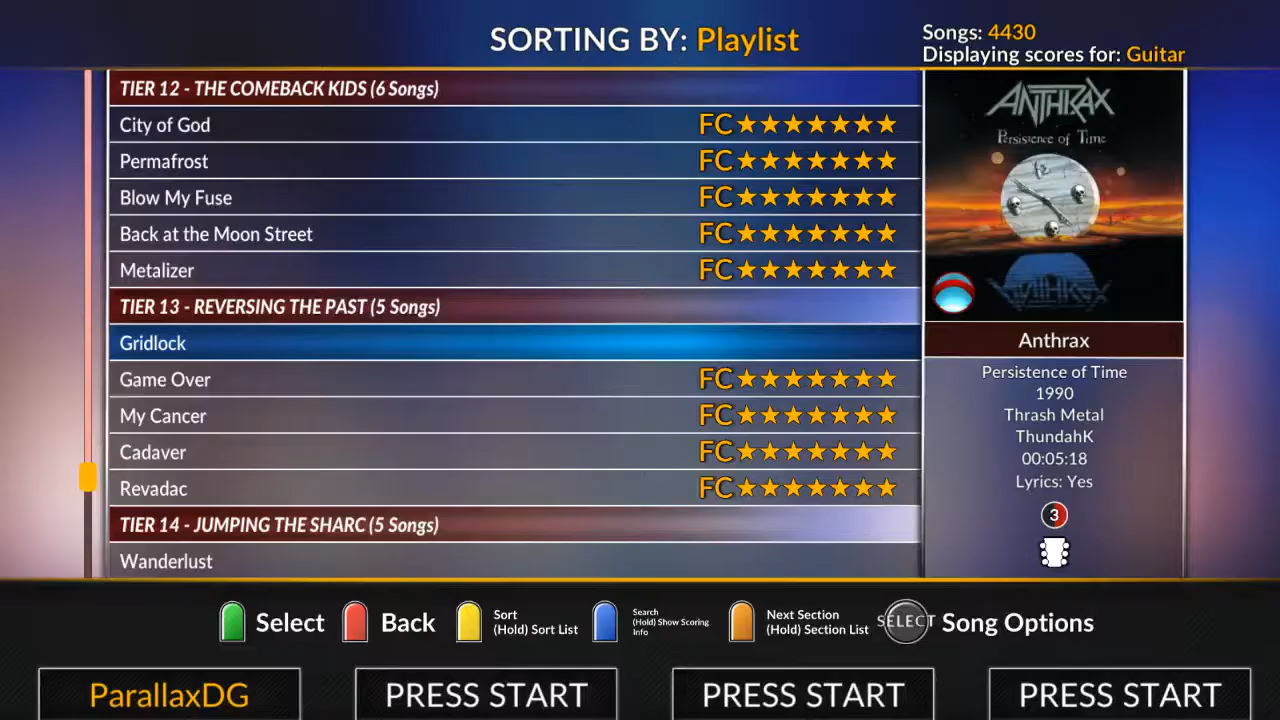 SORTING BY: Playlist
Songs: 4430
Displaying scores for: Guitar
TIER 12 - THE COMEBACK KIDS (6 Songs)
City of God FC★★★★★★★
Permafrost FC★★★★★★★
Blow My Fuse FC★★★★★★★
Back at the Moon Street FC★★★★★★★
Metalizer FC★★★★★★★
TIER 13 - REVERSING THE PAST (5 Songs)
Gridlock
Game Over FC★★★★★★★
My Cancer FC★★★★★★★
Cadaver FC★★★★★★★
Revadac FC★★★★★★★
TIER 14 - JUMPING THE SHARC (5 Songs)
Wanderlust
ANTHRAX
Persistence of Time
12
Anthrax
Persistence of Time
1990
Thrash Metal
ThundahK
00:05:18
Lyrics: Yes
3
Select
Back
Sort
(Hold) Sort List
Search
(Hold) Show Scoring
Info
Next Section
(Hold) Section List
SELECT Song Options
ParallaxDG
PRESS START
PRESS START
PRESS START